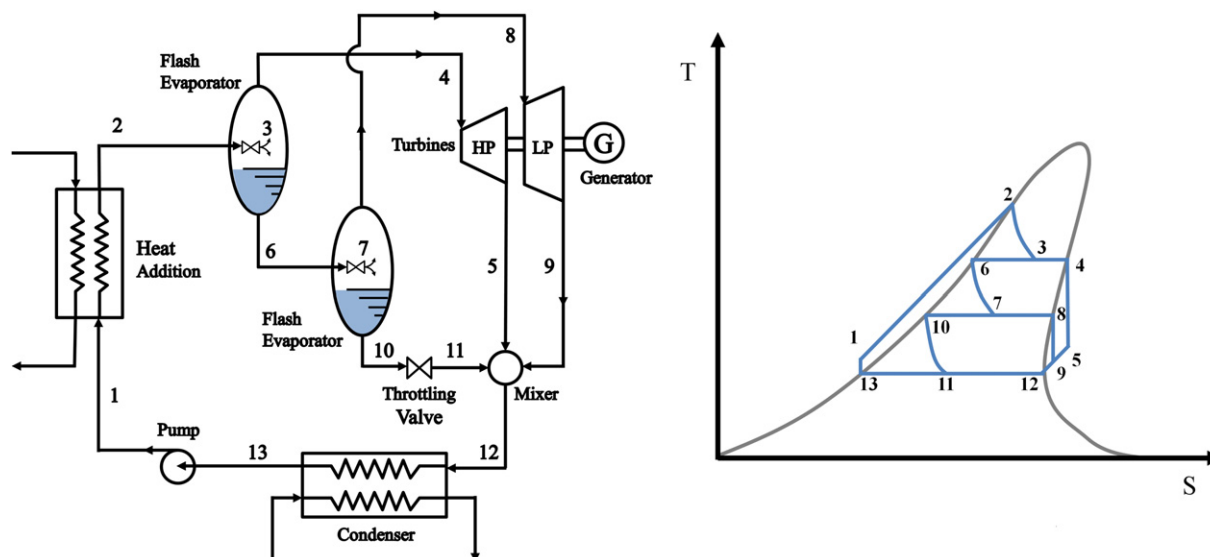 8
Flash
Evaporator
4
2
3
Turbines
HP
LP
G
Generator
Heat
Addition
6
7
5
9
Flash
Evaporator
10
11
Throttling
Valve
Mixer
1
Pump
13
12
Condenser
T
2
3
6
4
7
10
8
1
5
9
13
11
12
S